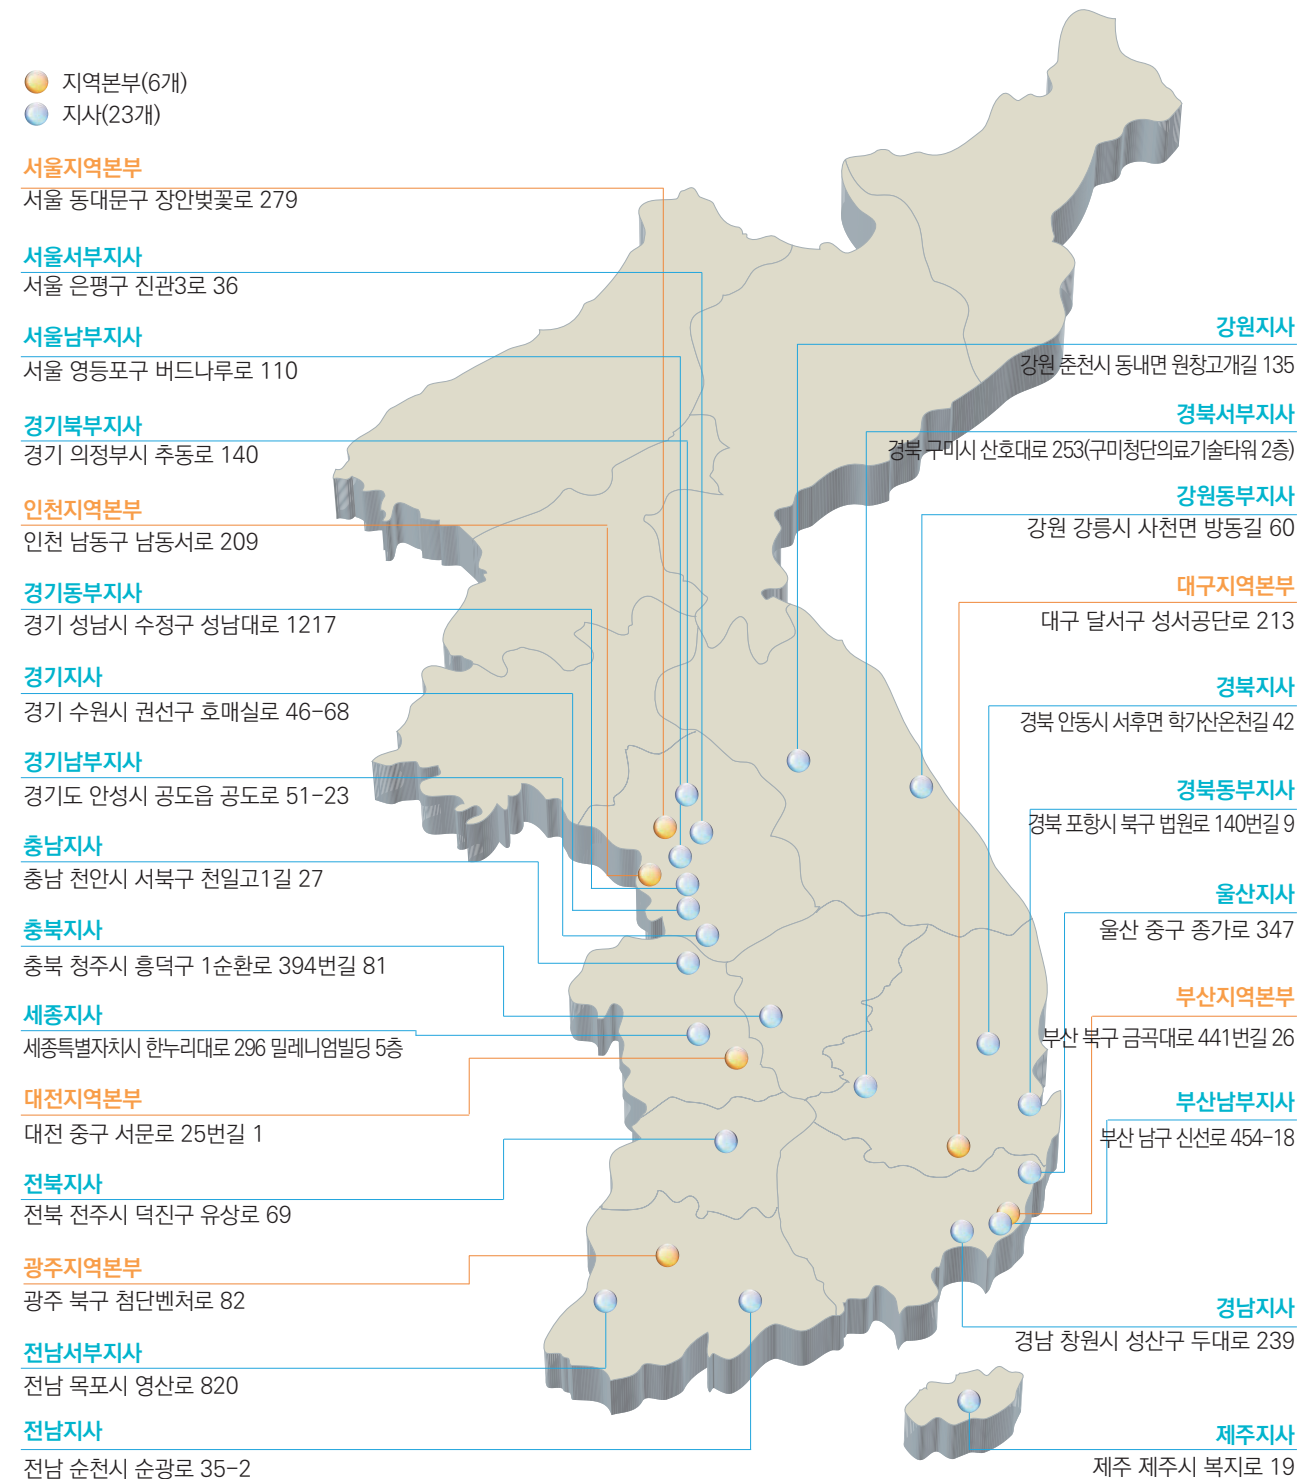 지역본부(6개)
지사(23개)
서울지역본부
서울 동대문구 장안벚꽃로 279
서울서부지사
서울 은평구 진관3로 36
서울남부지사
서울 영등포구 버드나루로 110
경기북부지사
경기 의정부시 추동로 140
인천지역본부
인천 남동구 남동서로 209
경기동부지사
경기 성남시 수정구 성남대로 1217
경기지사
경기 수원시 권선구 호매실로 46-68
경기남부지사
경기도 안성시 공도읍 공도로 51-23
충남지사
충남 천안시 서북구 천일고1길 27
충북지사
충북 청주시 흥덕구 1순환로 394번길 81
세종지사
세종특별자치시 한누리대로 296 밀레니엄빌딩 5층
대전지역본부
대전 중구 서문로 25번길 1
전북지사
전북 전주시 덕진구 유상로 69
광주지역본부
광주 북구 첨단벤처로 82
전남서부지사
전남 목포시 영산로 820
전남지사
전남 순천시 순광로 35-2
강원지사
강원 춘천시 동내면 원창고개길 135
경북서부지사
경북 구미시 산호대로 253(구미첨단의료기술타워 2층)
강원동부지사
강원 강릉시 사천면 방동길 60
대구지역본부
대구 달서구 성서공단로 213
경북지사
경북 안동시 서후면 학가산온천길 42
경북동부지사
경북 포항시 북구 법원로 140번길 9
울산지사
울산 중구 종가로 347
부산지역본부
부산 북구 금곡대로 441번길 26
부산남부지사
부산 남구 신선로 454-18
경남지사
경남 창원시 성산구 두대로 239
제주지사
제주 제주시 복지로 19